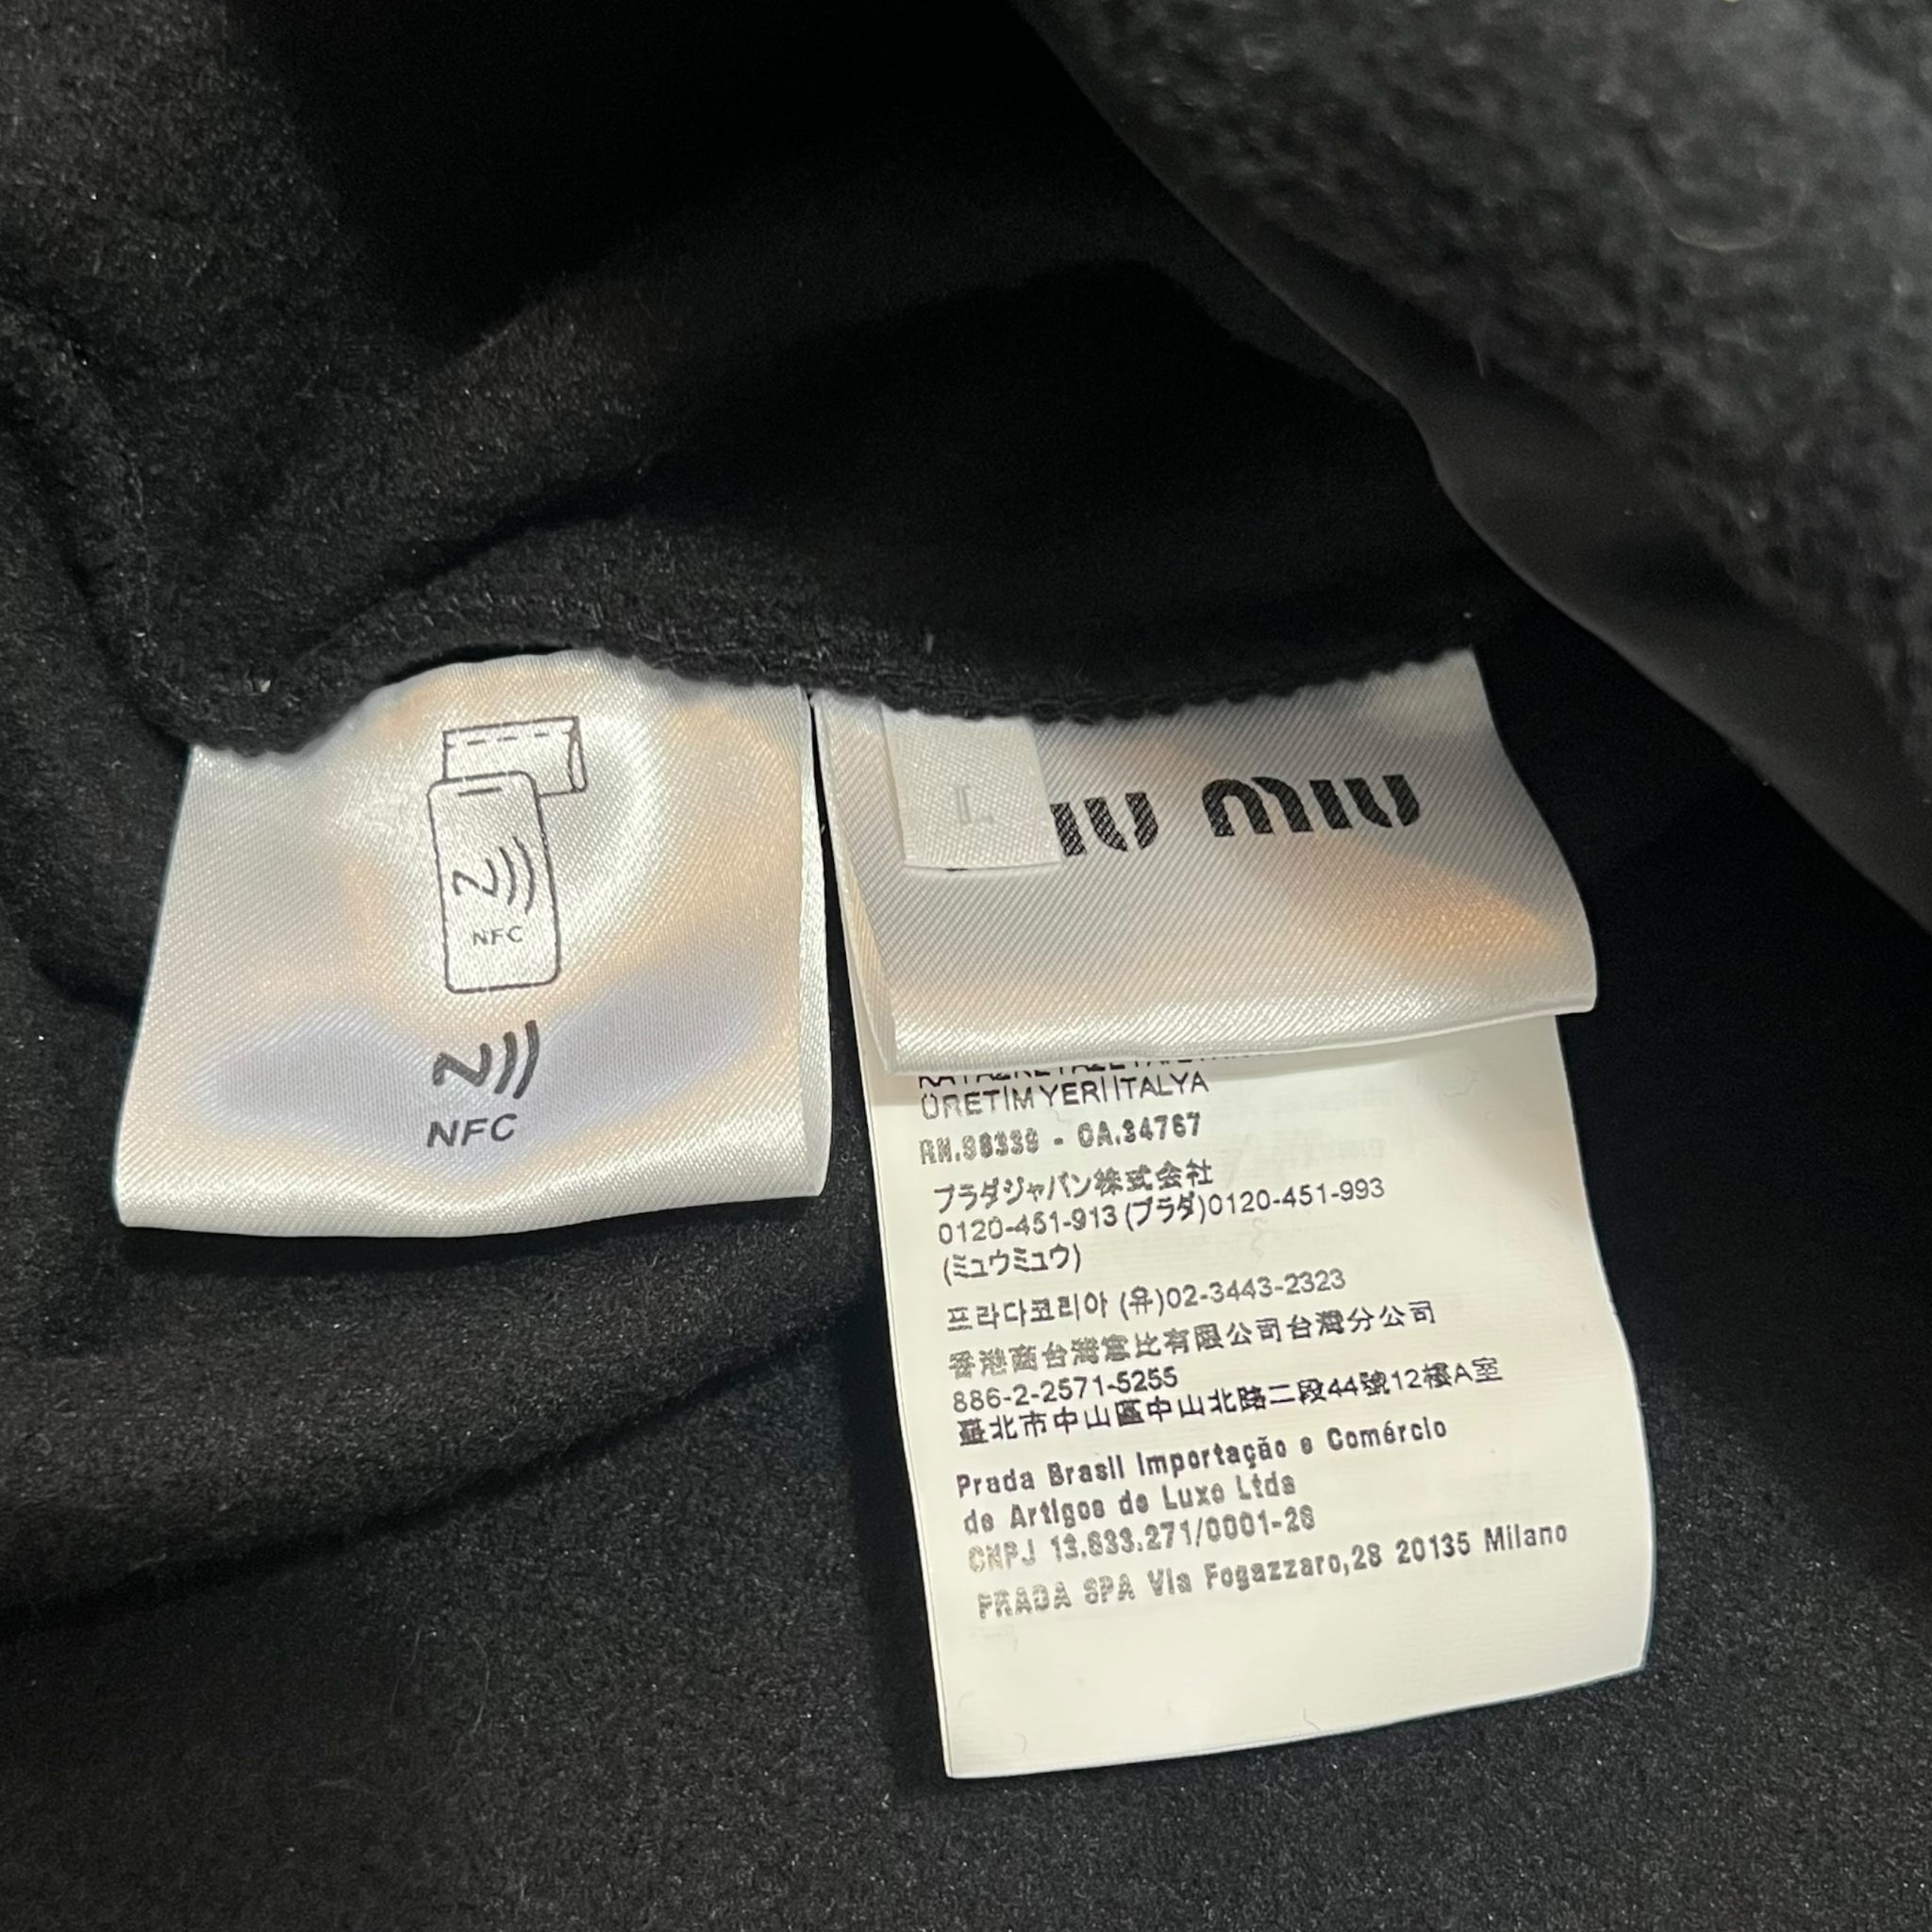 NFC
NFC
L
IU MIU
ÜRETİM YERİ İTALYA
RN.98339 - CA.34767
プラダジャパン株式会社
0120-451-913 (プラダ)0120-451-993
(ミュウミュウ)
프라다코리아 (유)02-3443-2323
香港商台灣繆比有限公司台灣分公司
886-2-2571-5255
臺北市中山區中山北路二段44號12樓A室
Prada Brasil Importação e Comércio
de Artigos de Luxo Ltda
CNPJ 13.833.271/0001-28
PRADA SPA Via Fogazzaro,28 20135 Milano